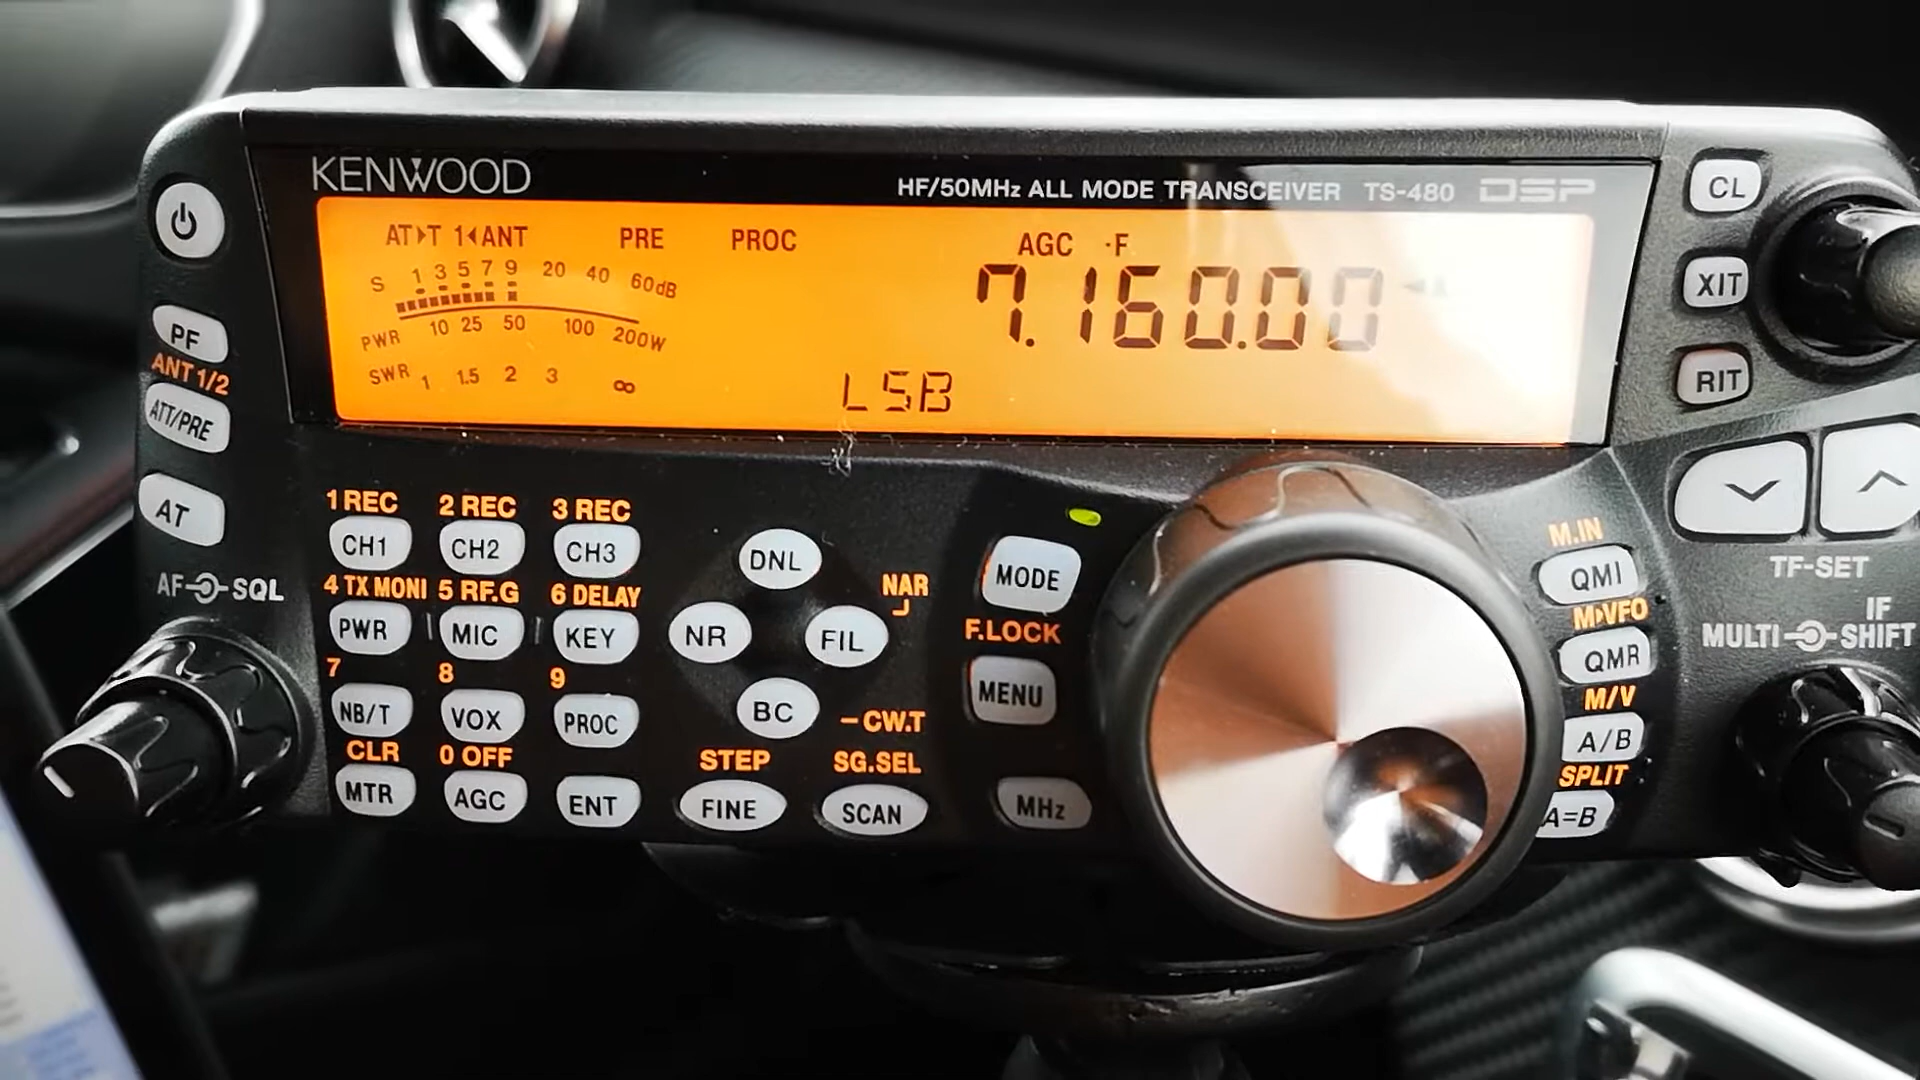 KENWOOD
HF/50MHz ALL MODE TRANSCEIVER TS-480 DSP
AT▸T 1◂ANT PRE PROC AGC -F
S 1 3 5 7 9 20 40 60dB
7.160.00
PWR 10 25 50 100 200W
SWR 1 1.5 2 3 ∞
LSB
CL
XIT
RIT
PF
ANT 1/2
ATT/PRE
AT
AF SQL
1 REC 2 REC 3 REC
CH1 CH2 CH3
4 TX MONI 5 RF.G 6 DELAY
PWR MIC KEY
7 8 9
NB/T VOX PROC
CLR 0 OFF
MTR AGC ENT
DNL
NAR
NR FIL
BC
–CW.T
STEP SG.SEL
FINE SCAN
MODE
F.LOCK
MENU
MHz
M.IN
QMI
M▸VFO
QMR
M/V
A/B
SPLIT
A=B
TF-SET
IF
MULTI SHIFT